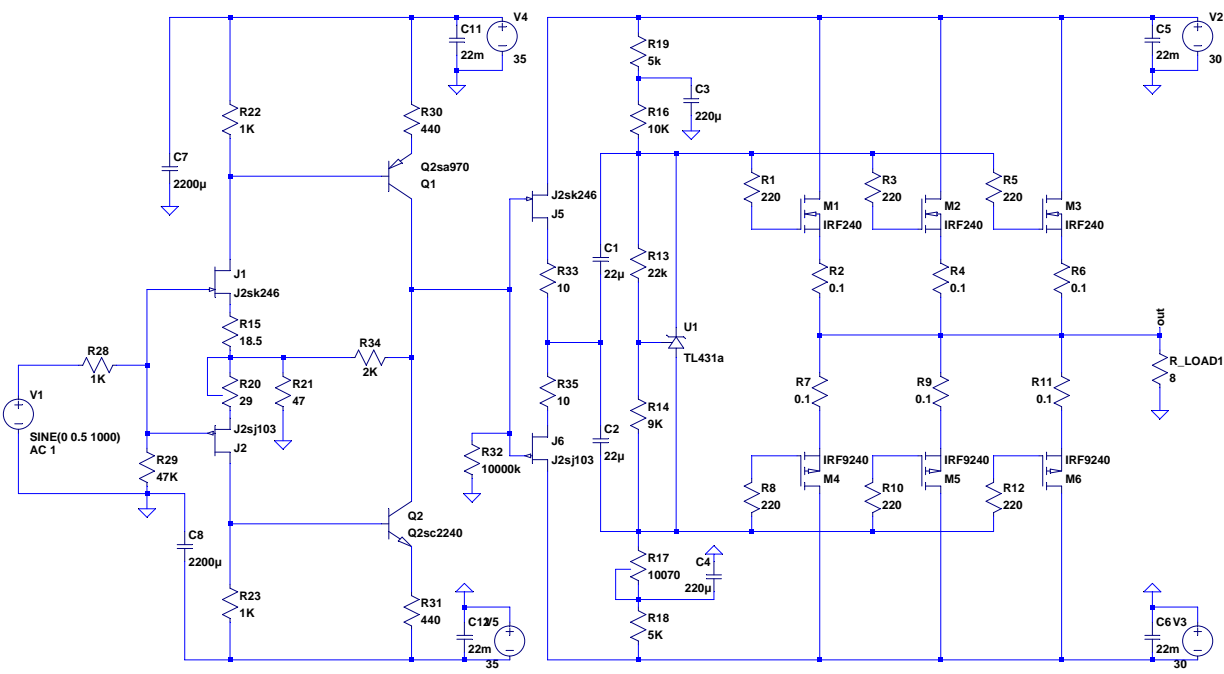 C11
22m
V4
35
C5
22m
V2
30
R19
5k
C3
220µ
R22
1K
R30
440
R16
10K
C7
2200µ
Q2sa970
Q1
J2sk246
J5
R1
220
M1
IRF240
R3
220
M2
IRF240
R5
220
M3
IRF240
J1
J2sk246
R33
10
C1
22µ
R13
22k
R2
0.1
R4
0.1
R6
0.1
R15
18.5
U1
TL431a
out
R28
1K
R34
2K
R_LOAD1
8
V1
SINE(0 0.5 1000)
AC 1
R20
29
R21
47
R35
10
R14
9K
R7
0.1
R9
0.1
R11
0.1
J2sj103
J2
R29
47K
R32
10000k
J6
J2sj103
C2
22µ
IRF9240
M4
IRF9240
M5
IRF9240
M6
R8
220
R10
220
R12
220
C8
2200µ
Q2
Q2sc2240
R17
10070
C4
220µ
R23
1K
R31
440
C12
22m
V5
35
R18
5K
C6
22m
V3
30